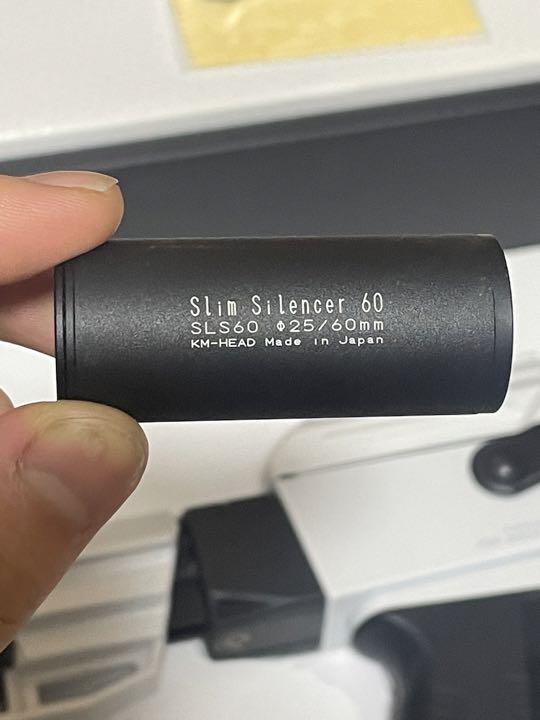 Slim Silencer 60
SLS60 Φ25/60mm
KM-HEAD Made in Japan